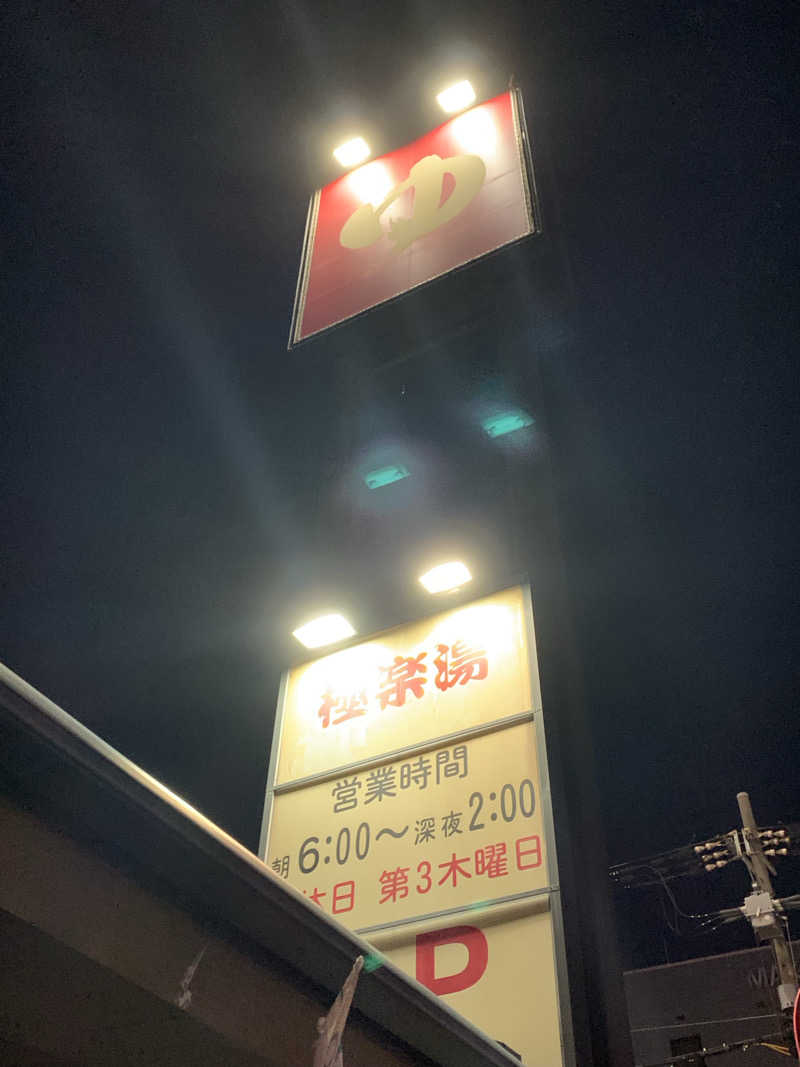 ゆ
極楽湯
営業時間
朝6:00～深夜2:00
休日 第3木曜日
P